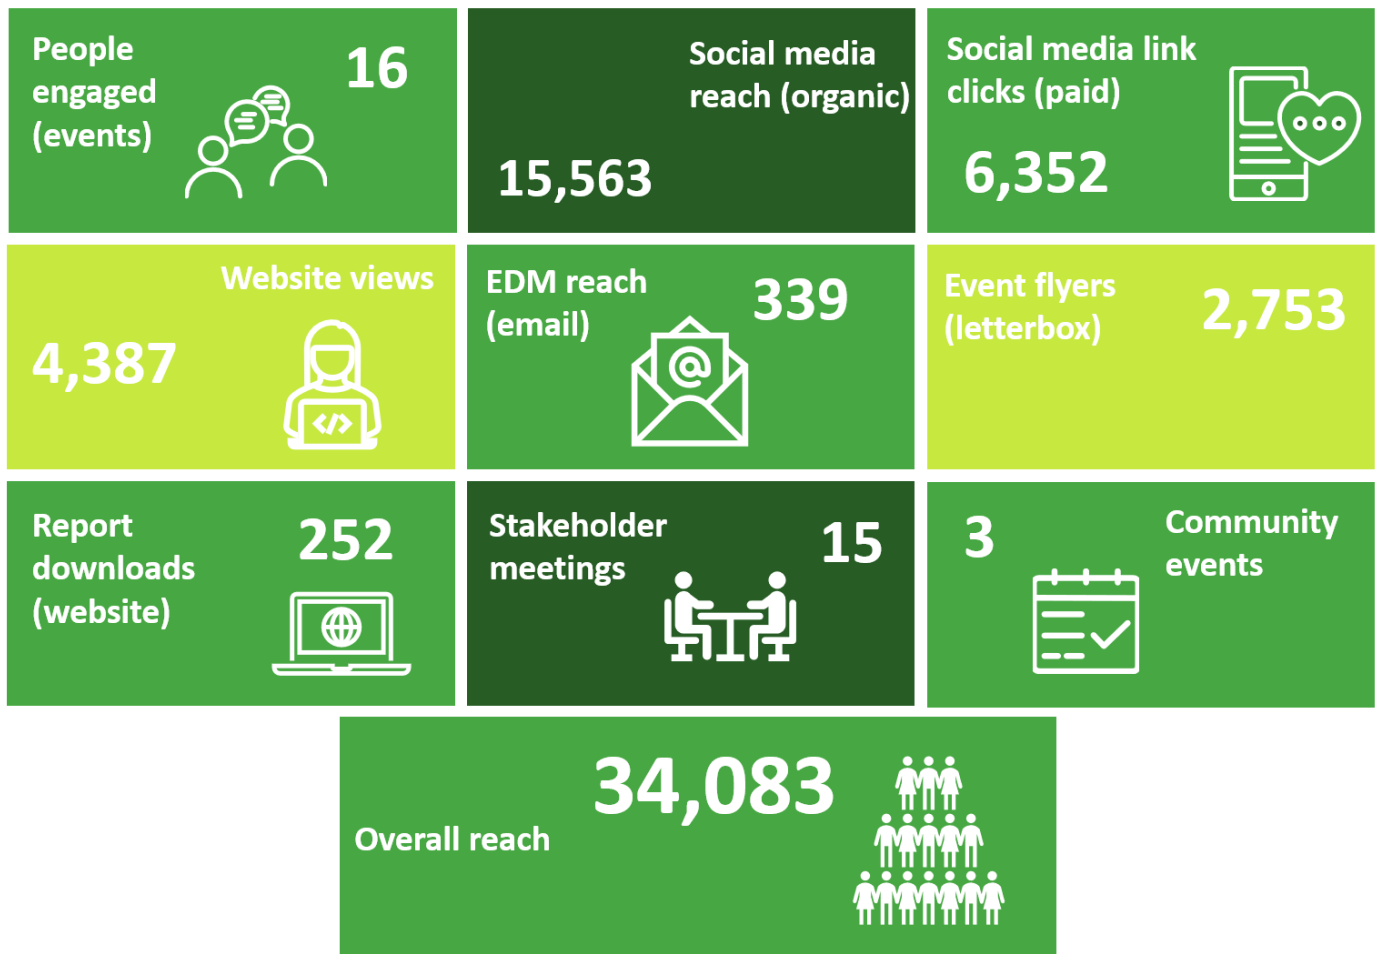 People
engaged
(events)
16
Social media
reach (organic)
15,563
Social media link
clicks (paid)
6,352
Website views
4,387
EDM reach
(email)
339
@
Event flyers
(letterbox)
2,753
Report
downloads
(website)
252
Stakeholder
meetings
15
3
Community
events
34,083
Overall reach